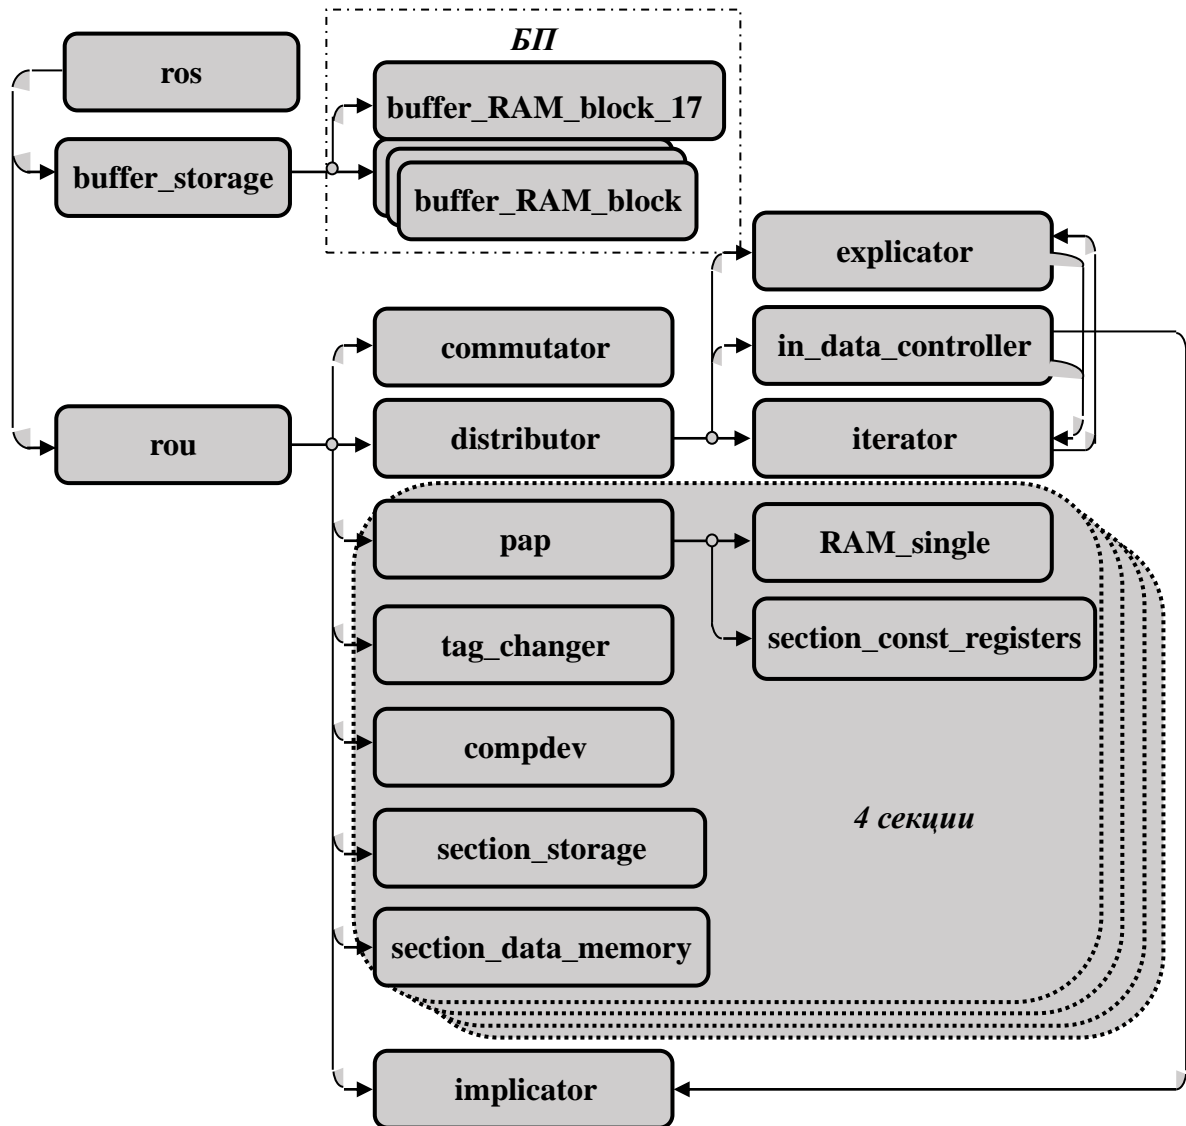 БП
ros
buffer_RAM_block_17
buffer_storage
buffer_RAM_block
explicator
commutator
in_data_controller
rou
distributor
iterator
pap
RAM_single
tag_changer
section_const_registers
compdev
section_storage
4 секции
section_data_memory
implicator